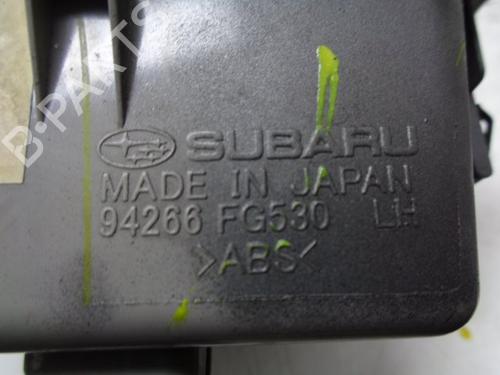 B-PARTS
SUBARU
MADE IN JAPAN
94266 FG530 LH
>ABS<